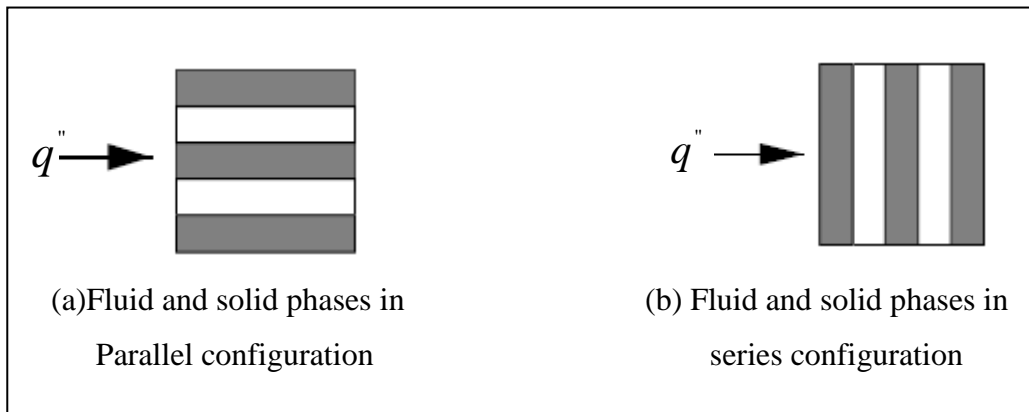 q"
q"
(a)Fluid and solid phases in
Parallel configuration
(b) Fluid and solid phases in
series configuration